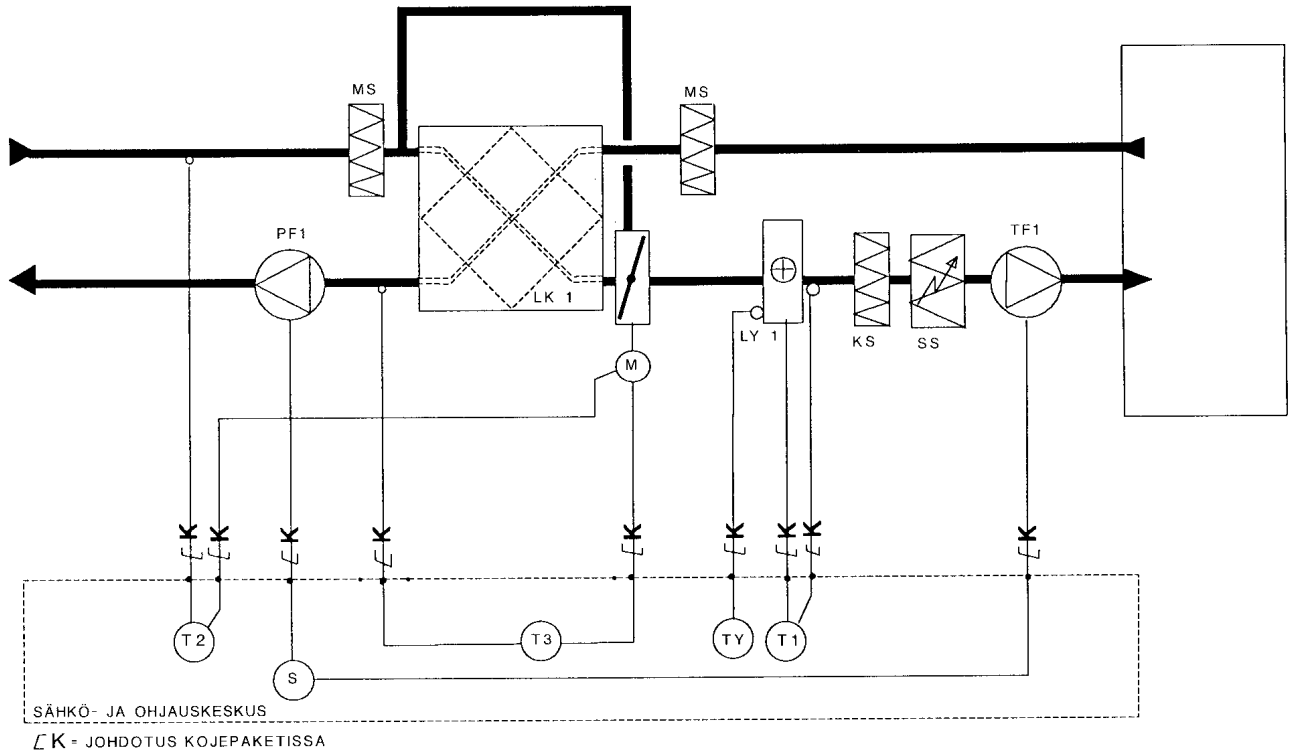 MS
MS
PF1
TF1
LK 1
LY 1
KS
SS
M
K
K
K
K
K
K
K
K
K
T2
T3
TY
T1
S
SÄHKÖ- JA OHJAUSKESKUS
K = JOHDOTUS KOJEPAKETISSA